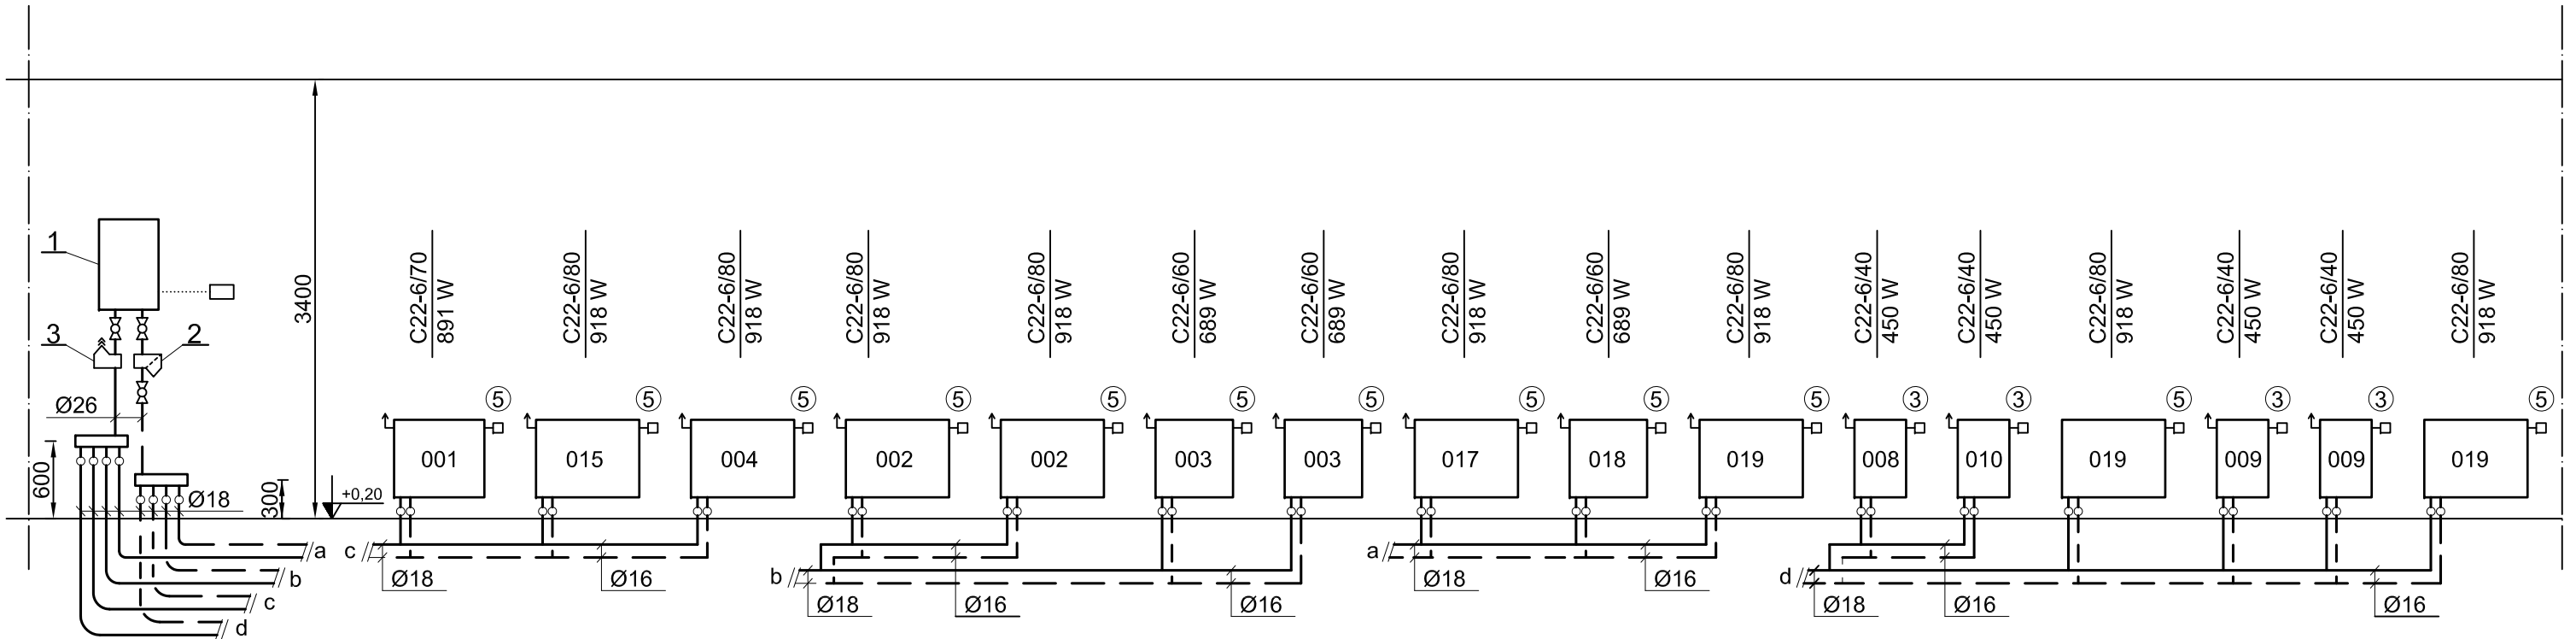 1
3
2
Ø26
600
300
Ø18
3400
+0,20
a
b
c
d
C22-6/70
891 W
C22-6/80
918 W
C22-6/80
918 W
C22-6/80
918 W
C22-6/80
918 W
C22-6/60
689 W
C22-6/60
689 W
C22-6/80
918 W
C22-6/60
689 W
C22-6/80
918 W
C22-6/40
450 W
C22-6/40
450 W
C22-6/80
918 W
C22-6/40
450 W
C22-6/40
450 W
C22-6/80
918 W
5
5
5
5
5
5
5
5
5
5
3
3
5
3
3
5
001
015
004
002
002
003
003
017
018
019
008
010
019
009
009
019
c
Ø18
Ø16
b
Ø18
Ø16
Ø16
a
Ø18
Ø16
d
Ø18
Ø16
Ø16